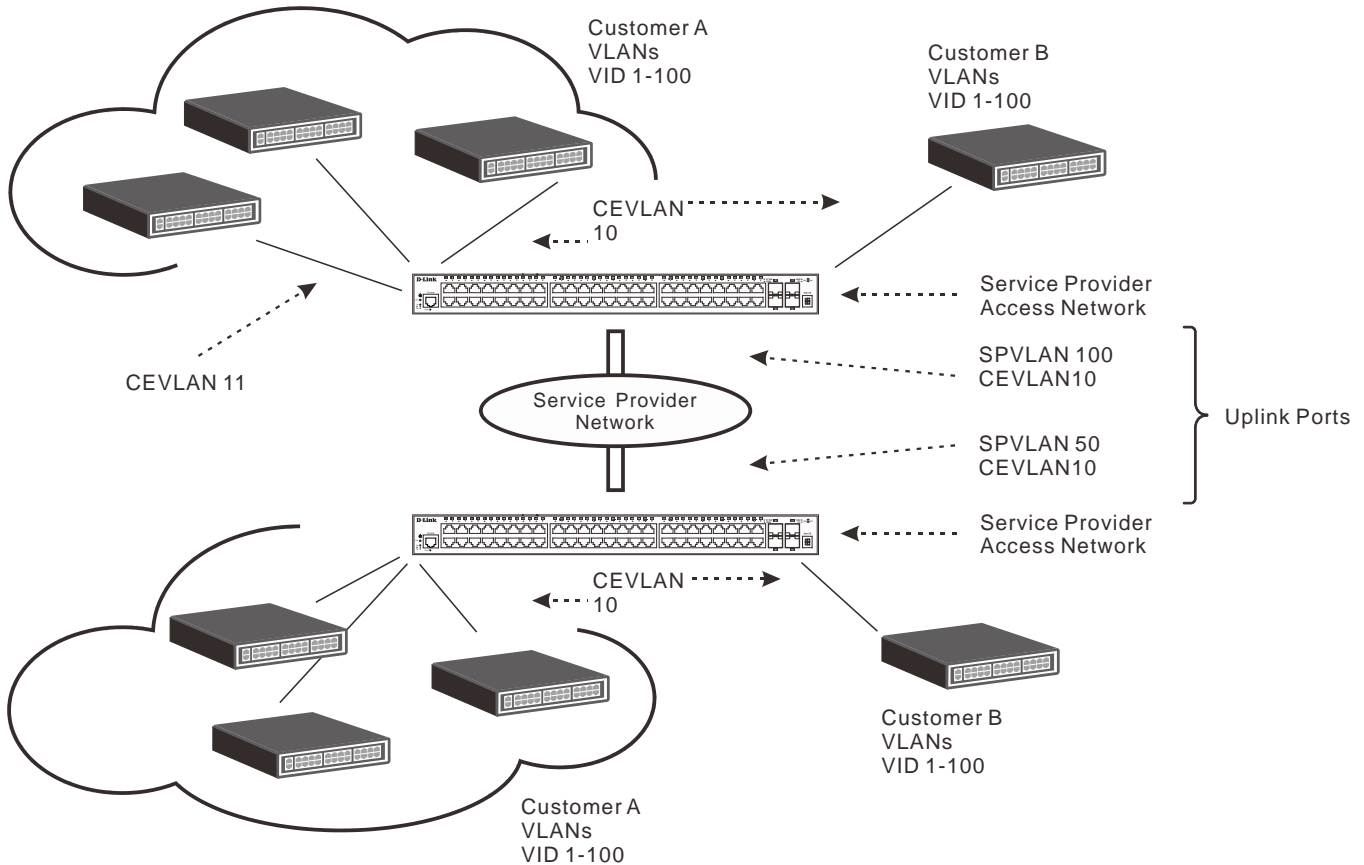 Customer A
VLANs
VID 1-100
Customer B
VLANs
VID 1-100
CEVLAN
10
D-Link
Service Provider
Access Network
CEVLAN 11
SPVLAN 100
CEVLAN10
Service Provider
Network
Uplink Ports
SPVLAN 50
CEVLAN10
D-Link
Service Provider
Access Network
CEVLAN
10
Customer B
VLANs
VID 1-100
Customer A
VLANs
VID 1-100